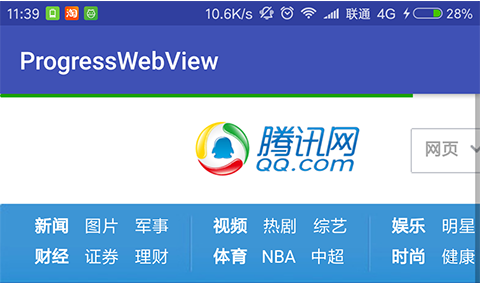 11:39 淘 10.6K/s 联通 4G 28%
ProgressWebView
腾讯网
QQ.com
网页
新闻 图片 军事 视频 热剧 综艺 娱乐 明星
财经 证券 理财 体育 NBA 中超 时尚 健康